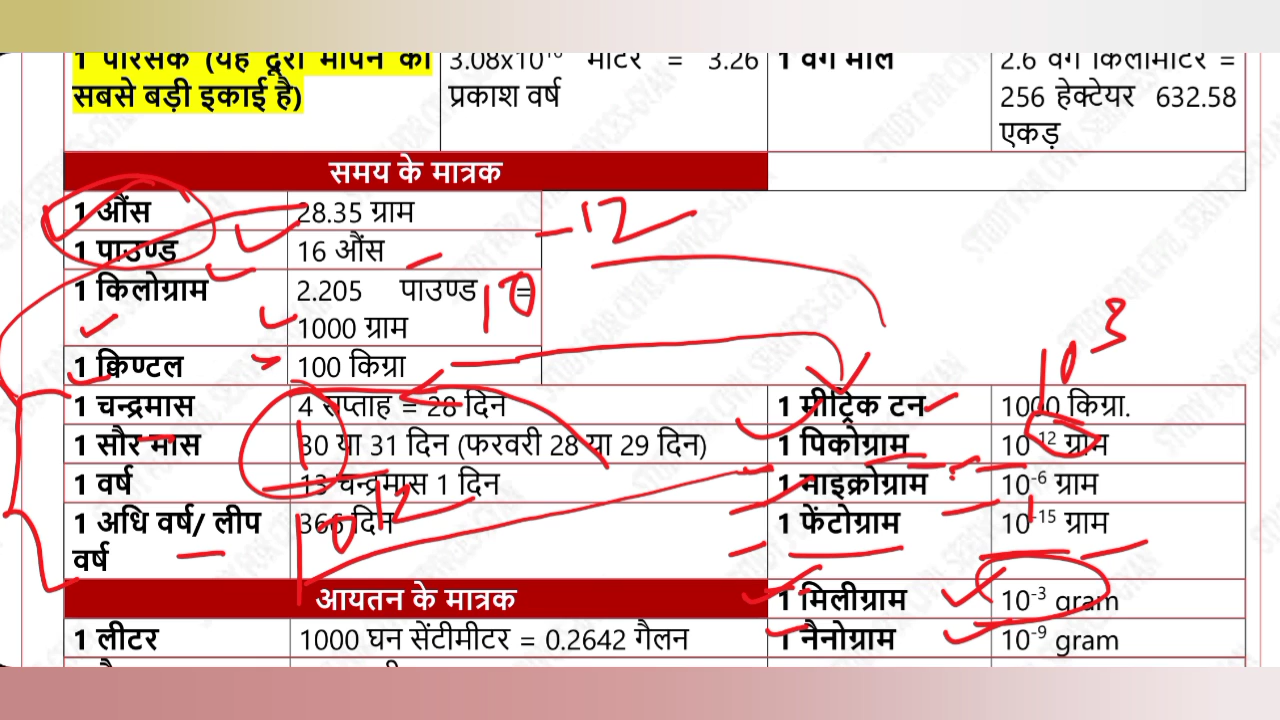 1 पारसेक (यह दूरी मापन की 3.08x10¹⁶ मीटर = 3.26 1 वर्ग मील 2.6 वर्ग किलोमीटर =
सबसे बड़ी इकाई है) प्रकाश वर्ष 256 हेक्टेयर 632.58
एकड़
समय के मात्रक
1 औंस 28.35 ग्राम
-12
1 पाउण्ड 16 औंस
1 किलोग्राम 2.205 पाउण्ड =
10
1000 ग्राम
10³
1 क्विण्टल 100 किग्रा
1 चन्द्रमास 4 सप्ताह = 28 दिन 1 मीट्रिक टन 1000 किग्रा.
1 सौर मास 30 या 31 दिन (फरवरी 28 या 29 दिन) 1 पिकोग्राम 10⁻¹² ग्राम
1 वर्ष 13 चन्द्रमास 1 दिन 1 माइक्रोग्राम 10⁻⁶ ग्राम
1 अधि वर्ष/ लीप 366 दिन 1 फेंटोग्राम 10⁻¹⁵ ग्राम
वर्ष
10¹²
आयतन के मात्रक 1 मिलीग्राम 10⁻³ gram
1 लीटर 1000 घन सेंटीमीटर = 0.2642 गैलन 1 नैनोग्राम 10⁻⁹ gram